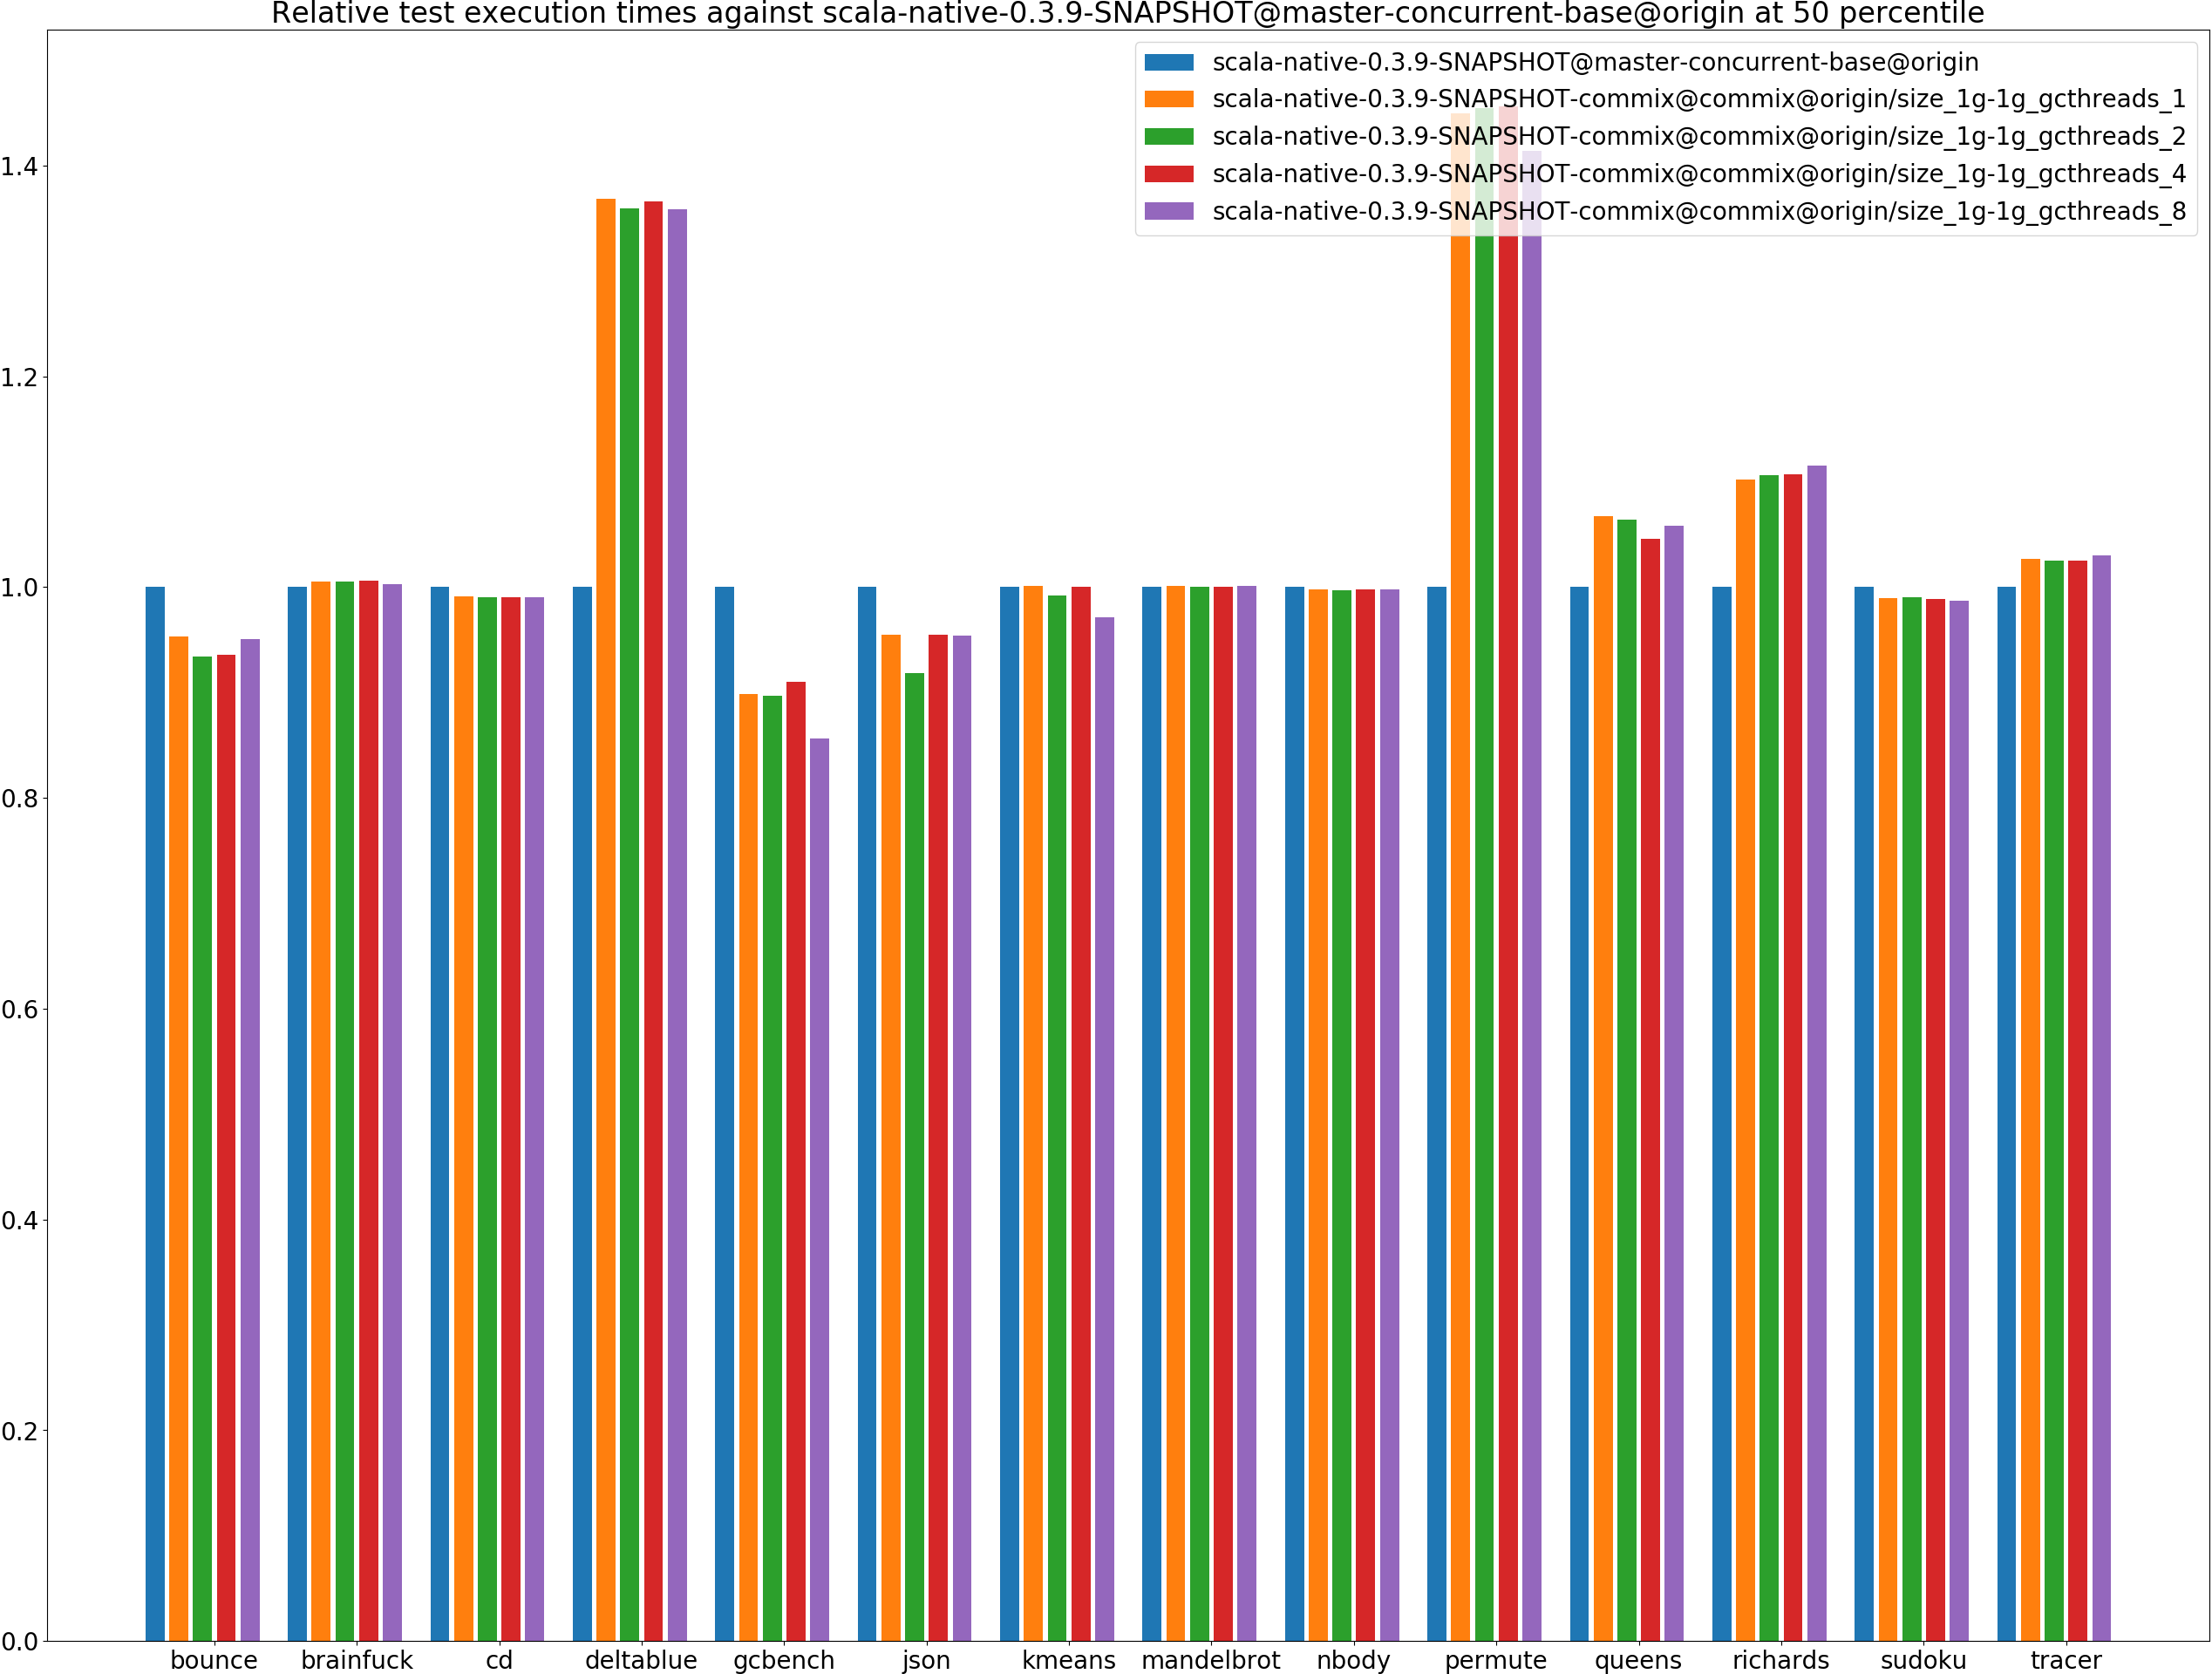 Relative test execution times against scala-native-0.3.9-SNAPSHOT@master-concurrent-base@origin at 50 percentile
scala-native-0.3.9-SNAPSHOT@master-concurrent-base@origin
scala-native-0.3.9-SNAPSHOT-commix@commix@origin/size_1g-1g_gcthreads_1
scala-native-0.3.9-SNAPSHOT-commix@commix@origin/size_1g-1g_gcthreads_2
scala-native-0.3.9-SNAPSHOT-commix@commix@origin/size_1g-1g_gcthreads_4
scala-native-0.3.9-SNAPSHOT-commix@commix@origin/size_1g-1g_gcthreads_8
1.4
1.2
1.0
0.8
0.6
0.4
0.2
0.0
bounce brainfuck cd deltablue gcbench json kmeans mandelbrot nbody permute queens richards sudoku tracer